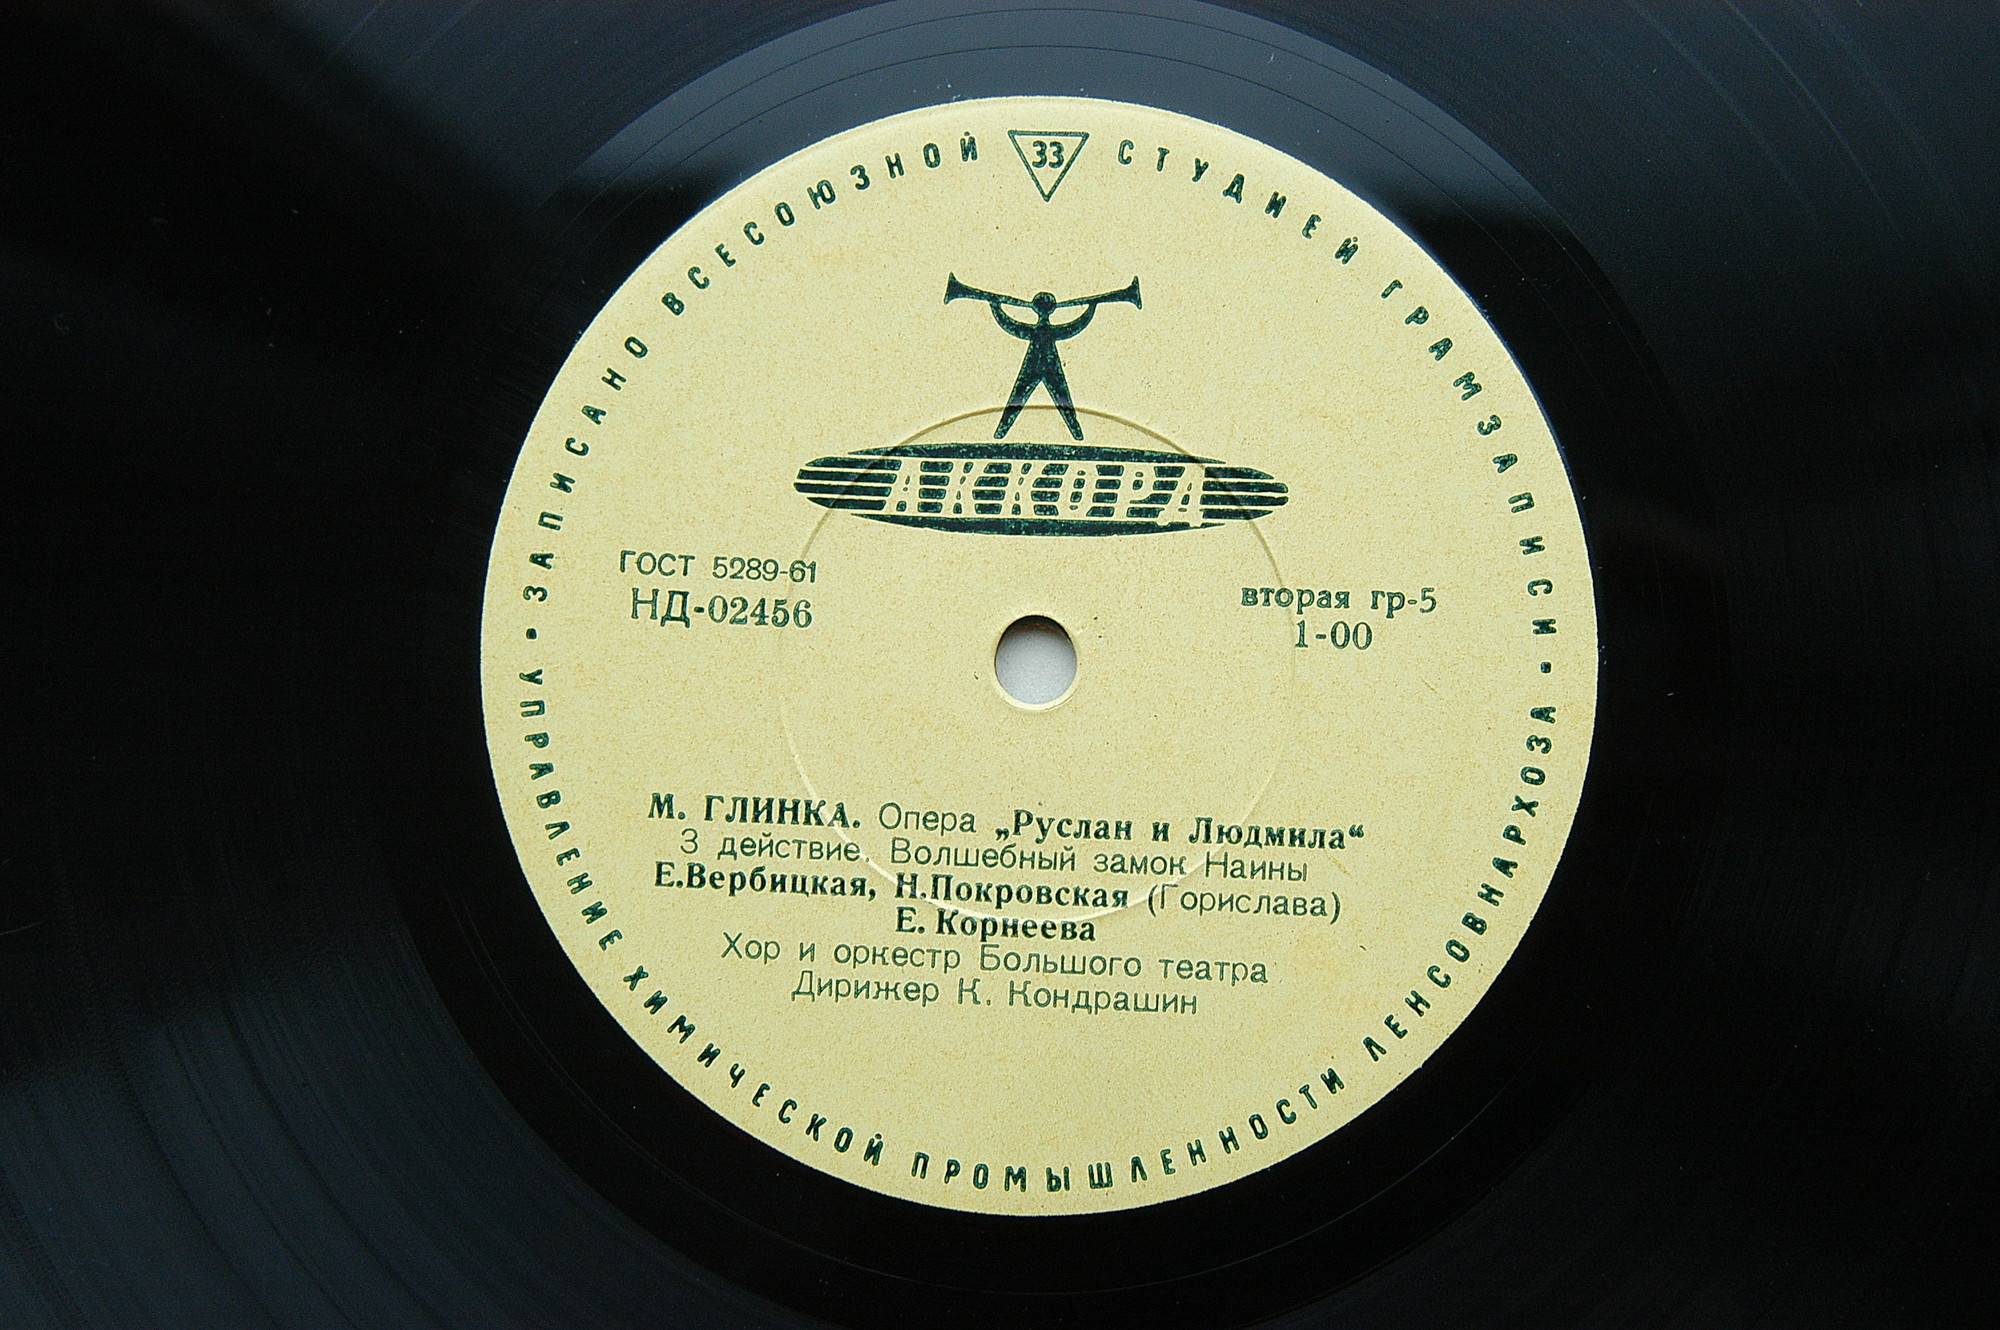 ЗАПИСАНО ВСЕСОЮЗНОЙ 33 СТУДИЕЙ ГРАМЗАПИСИ •
АККОРД
ГОСТ 5289-61
НД-02456
вторая гр-5
1-00
М. ГЛИНКА. Опера „Руслан и Людмила“
3 действие. Волшебный замок Наины
Е.Вербицкая, Н.Покровская (Горислава)
Е. Корнеева
Хор и оркестр Большого театра
Дирижер К. Кондрашин
УПРАВЛЕНИЕ ХИМИЧЕСКОЙ ПРОМЫШЛЕННОСТИ ЛЕНСОВНАРХОЗА •